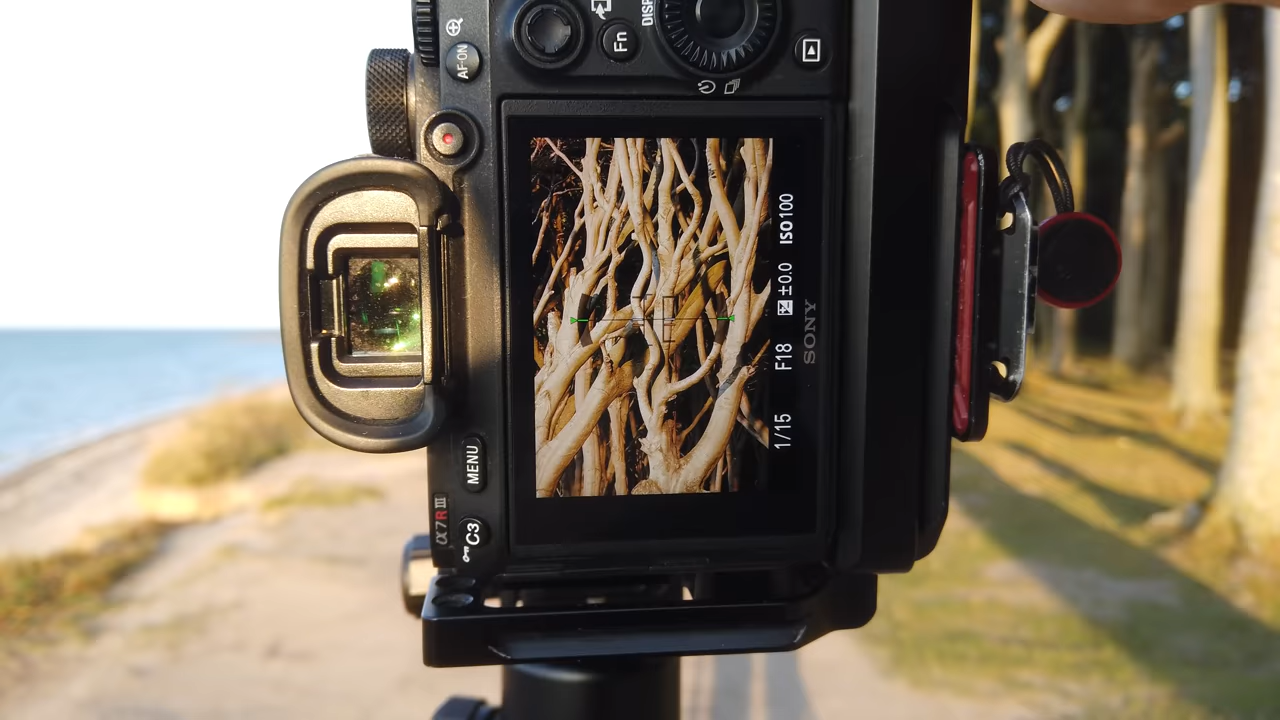 DISP
Fn
AF-ON
1/15 F18 ±0.0 ISO100
SONY
MENU
α7RIII
C3